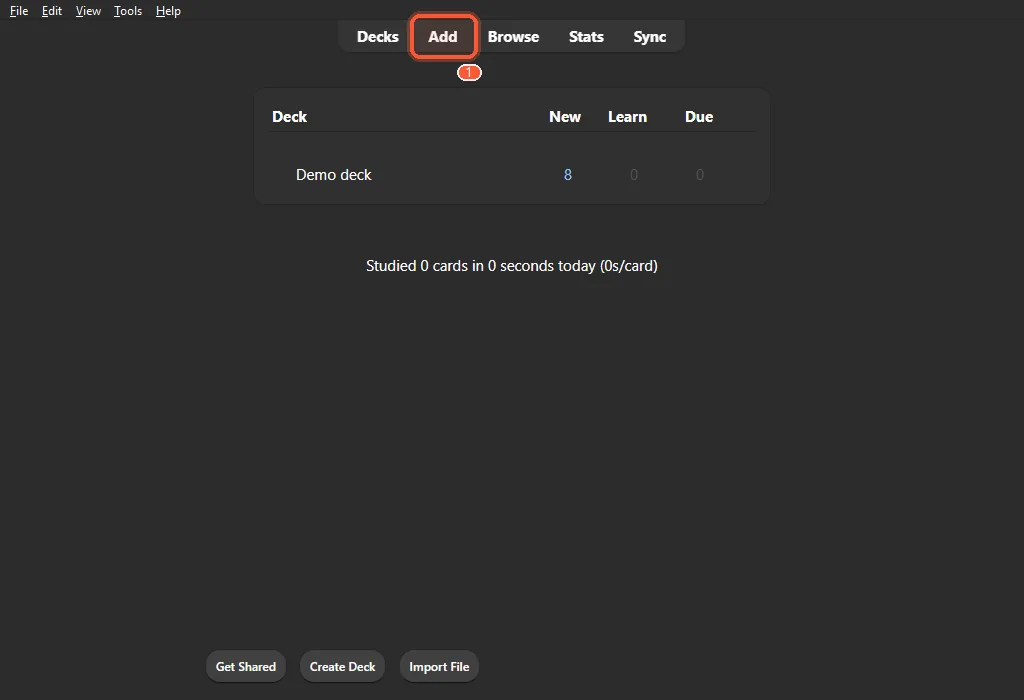 File Edit View Tools Help
Decks Add Browse Stats Sync
1
Deck New Learn Due
Demo deck 8 0 0
Studied 0 cards in 0 seconds today (0s/card)
Get Shared Create Deck Import File